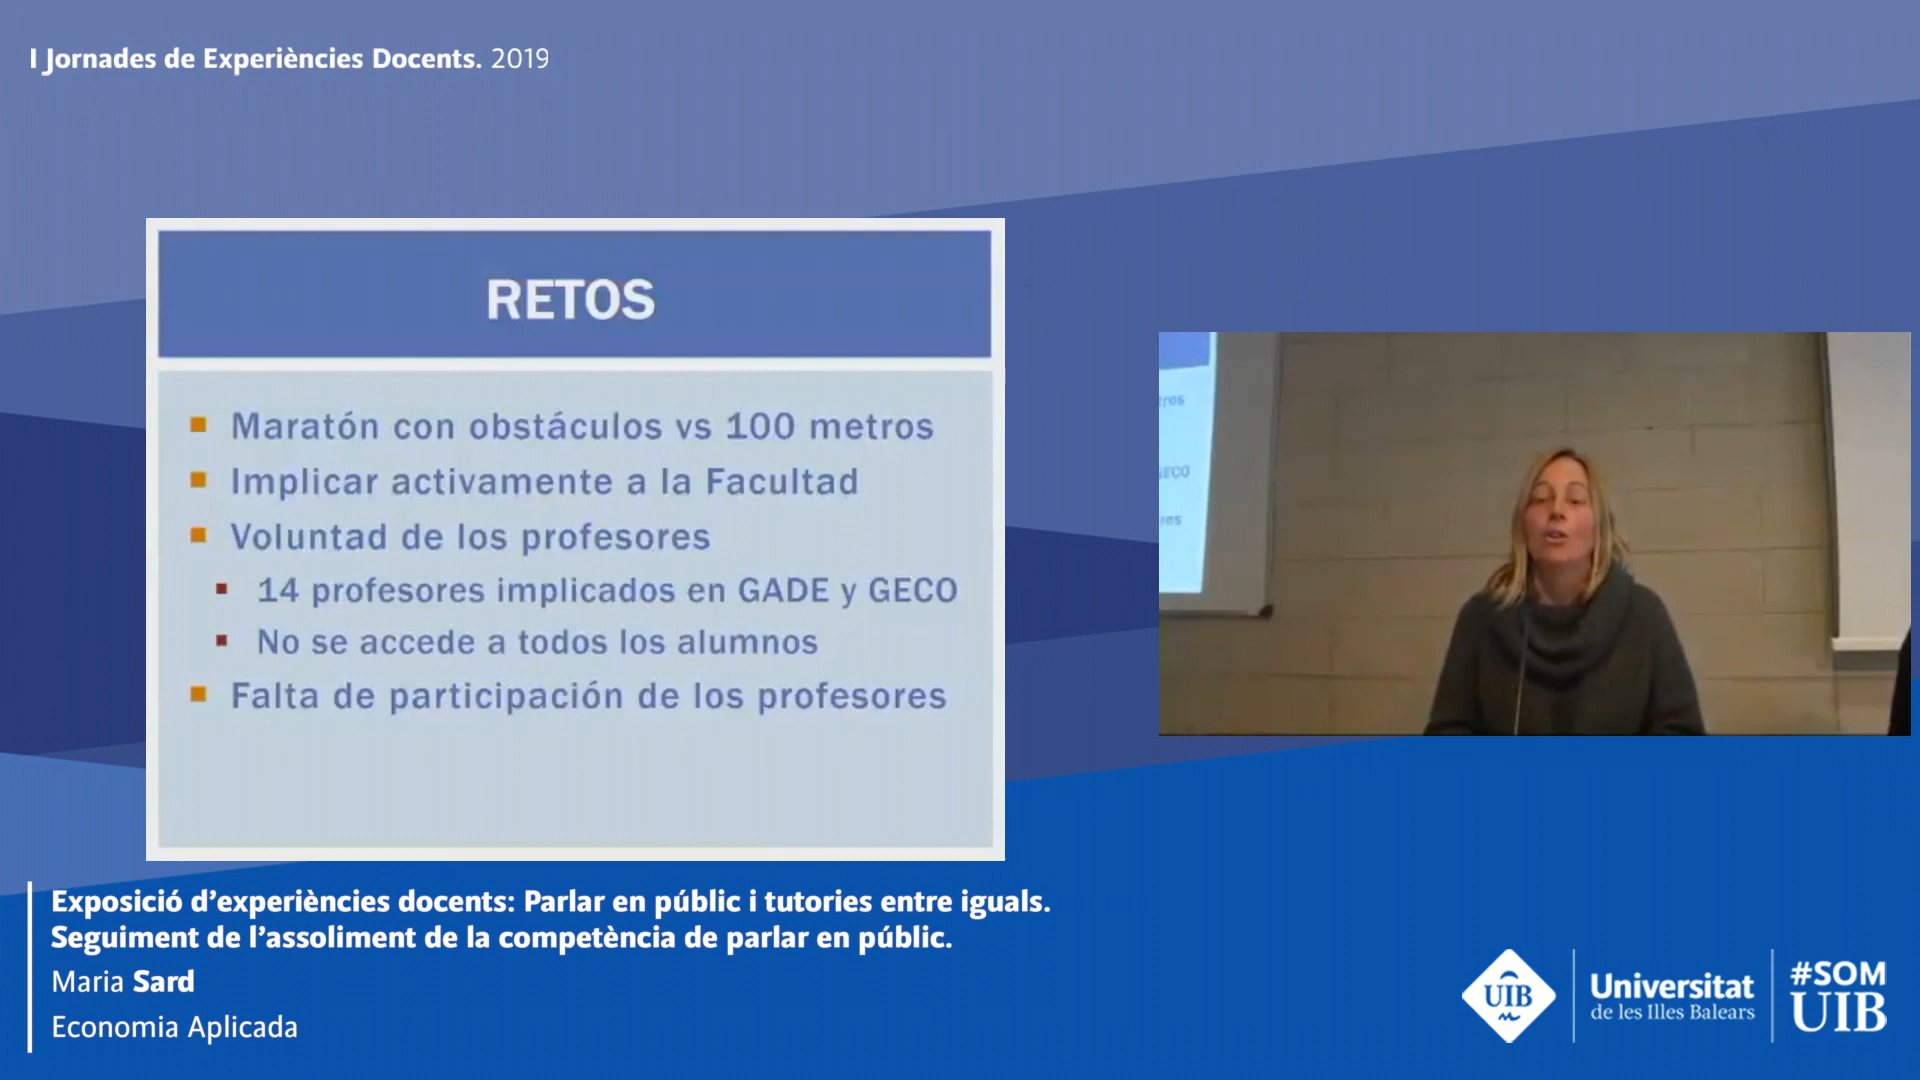 I Jornades de Experiències Docents. 2019
RETOS
Maratón con obstáculos vs 100 metros
Implicar activamente a la Facultad
Voluntad de los profesores
14 profesores implicados en GADE y GECO
No se accede a todos los alumnos
Falta de participación de los profesores
tros
GECO
res
Exposició d'experiències docents: Parlar en públic i tutories entre iguals.
Seguiment de l'assoliment de la competència de parlar en públic.
Maria Sard
Economia Aplicada
UIB
Universitat
de les Illes Balears
#SOM
UIB